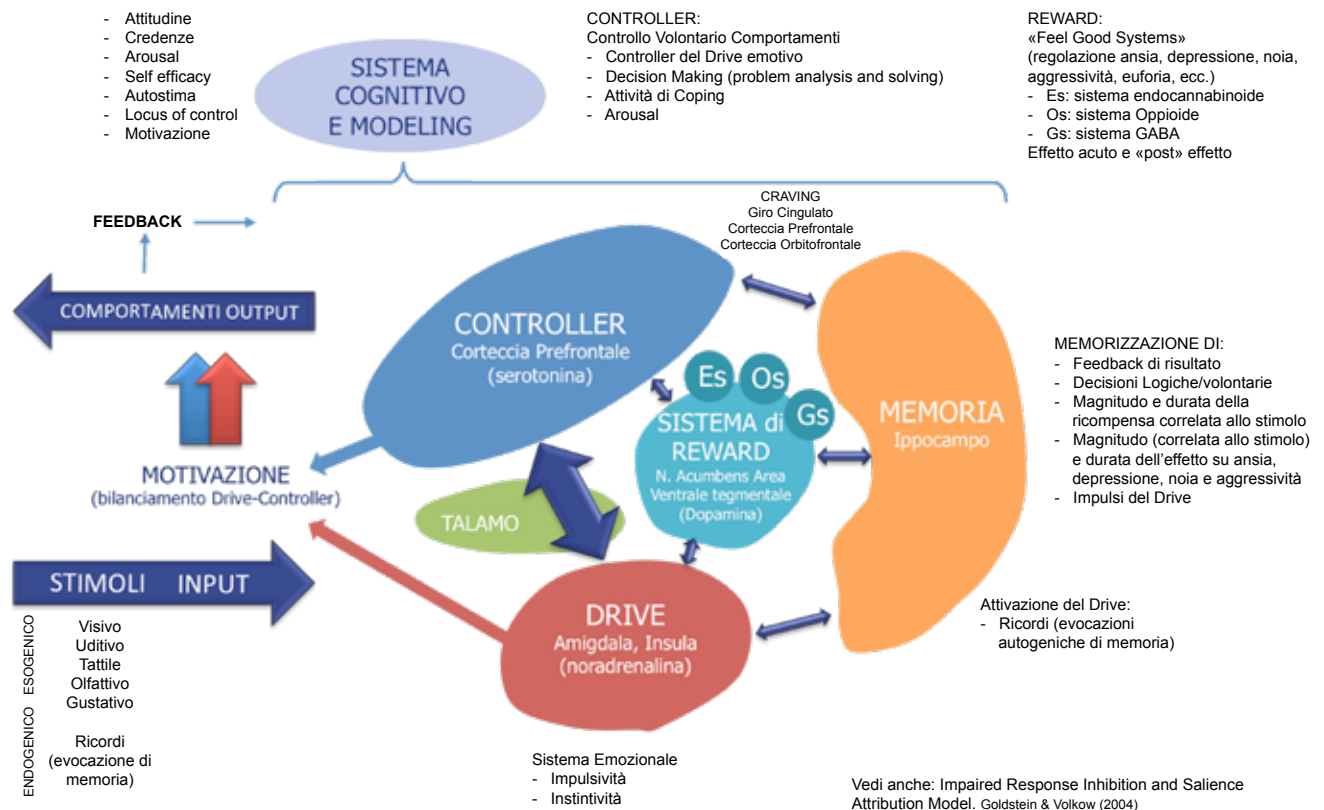 - Attitudine
- Credenze
- Arousal
- Self efficacy
- Autostima
- Locus of control
- Motivazione
SISTEMA
COGNITIVO
E MODELING
CONTROLLER:
Controllo Volontario Comportamenti
- Controller del Drive emotivo
- Decision Making (problem analysis and solving)
- Attività di Coping
- Arousal
REWARD:
«Feel Good Systems»
(regolazione ansia, depressione, noia,
aggressività, euforia, ecc.)
- Es: sistema endocannabinoide
- Os: sistema Oppioide
- Gs: sistema GABA
Effetto acuto e «post» effetto
FEEDBACK
CRAVING
Giro Cingulato
Corteccia Prefrontale
Corteccia Orbitofrontale
COMPORTAMENTI OUTPUT
CONTROLLER
Corteccia Prefrontale
(serotonina)
Es
Os
Gs
SISTEMA di
REWARD
N. Acumbens Area
Ventrale tegmentale
(Dopamina)
MEMORIA
Ippocampo
MEMORIZZAZIONE DI:
- Feedback di risultato
- Decisioni Logiche/volontarie
- Magnitudo e durata della
ricompensa correlata allo stimolo
- Magnitudo (correlata allo stimolo)
e durata dell'effetto su ansia,
depressione, noia e aggressività
- Impulsi del Drive
MOTIVAZIONE
(bilanciamento Drive-Controller)
TALAMO
STIMOLI INPUT
DRIVE
Amigdala, Insula
(noradrenalina)
Attivazione del Drive:
- Ricordi (evocazioni
autogeniche di memoria)
ESOGENICO
Visivo
Uditivo
Tattile
Olfattivo
Gustativo
ENDOGENICO
Ricordi
(evocazione di
memoria)
Sistema Emozionale
- Impulsività
- Instintività
Vedi anche: Impaired Response Inhibition and Salience
Attribution Model. Goldstein & Volkow (2004)